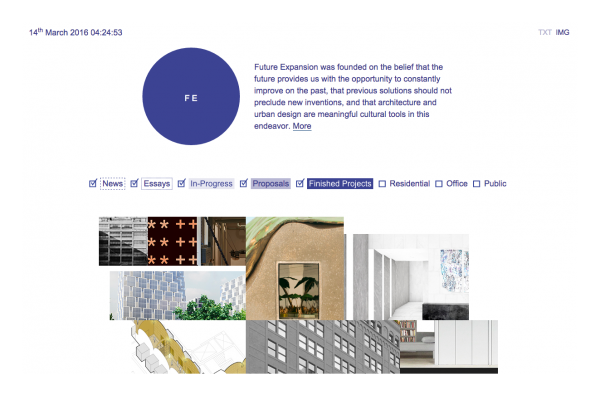 14th March 2016 04:24:53
TXT IMG
FE
Future Expansion was founded on the belief that the
future provides us with the opportunity to constantly
improve on the past, that previous solutions should not
preclude new inventions, and that architecture and
urban design are meaningful cultural tools in this
endeavor. More
News Essays In-Progress Proposals Finished Projects Residential Office Public